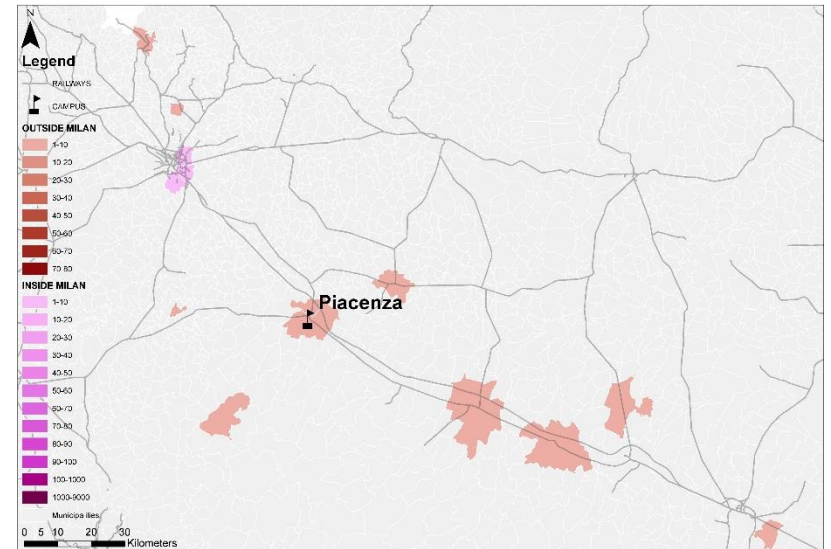 N
Legend
RAILWAYS
CAMPUS
OUTSIDE MILAN
1-10
10-20
20-30
30-40
40-50
50-60
60-70
70-80
INSIDE MILAN
1-10
10-20
20-30
30-40
40-50
50-60
60-70
70-80
80-90
90-100
100-1000
1000-9000
Municipa ilies
0 5 10 20 30
Kilometers
Piacenza